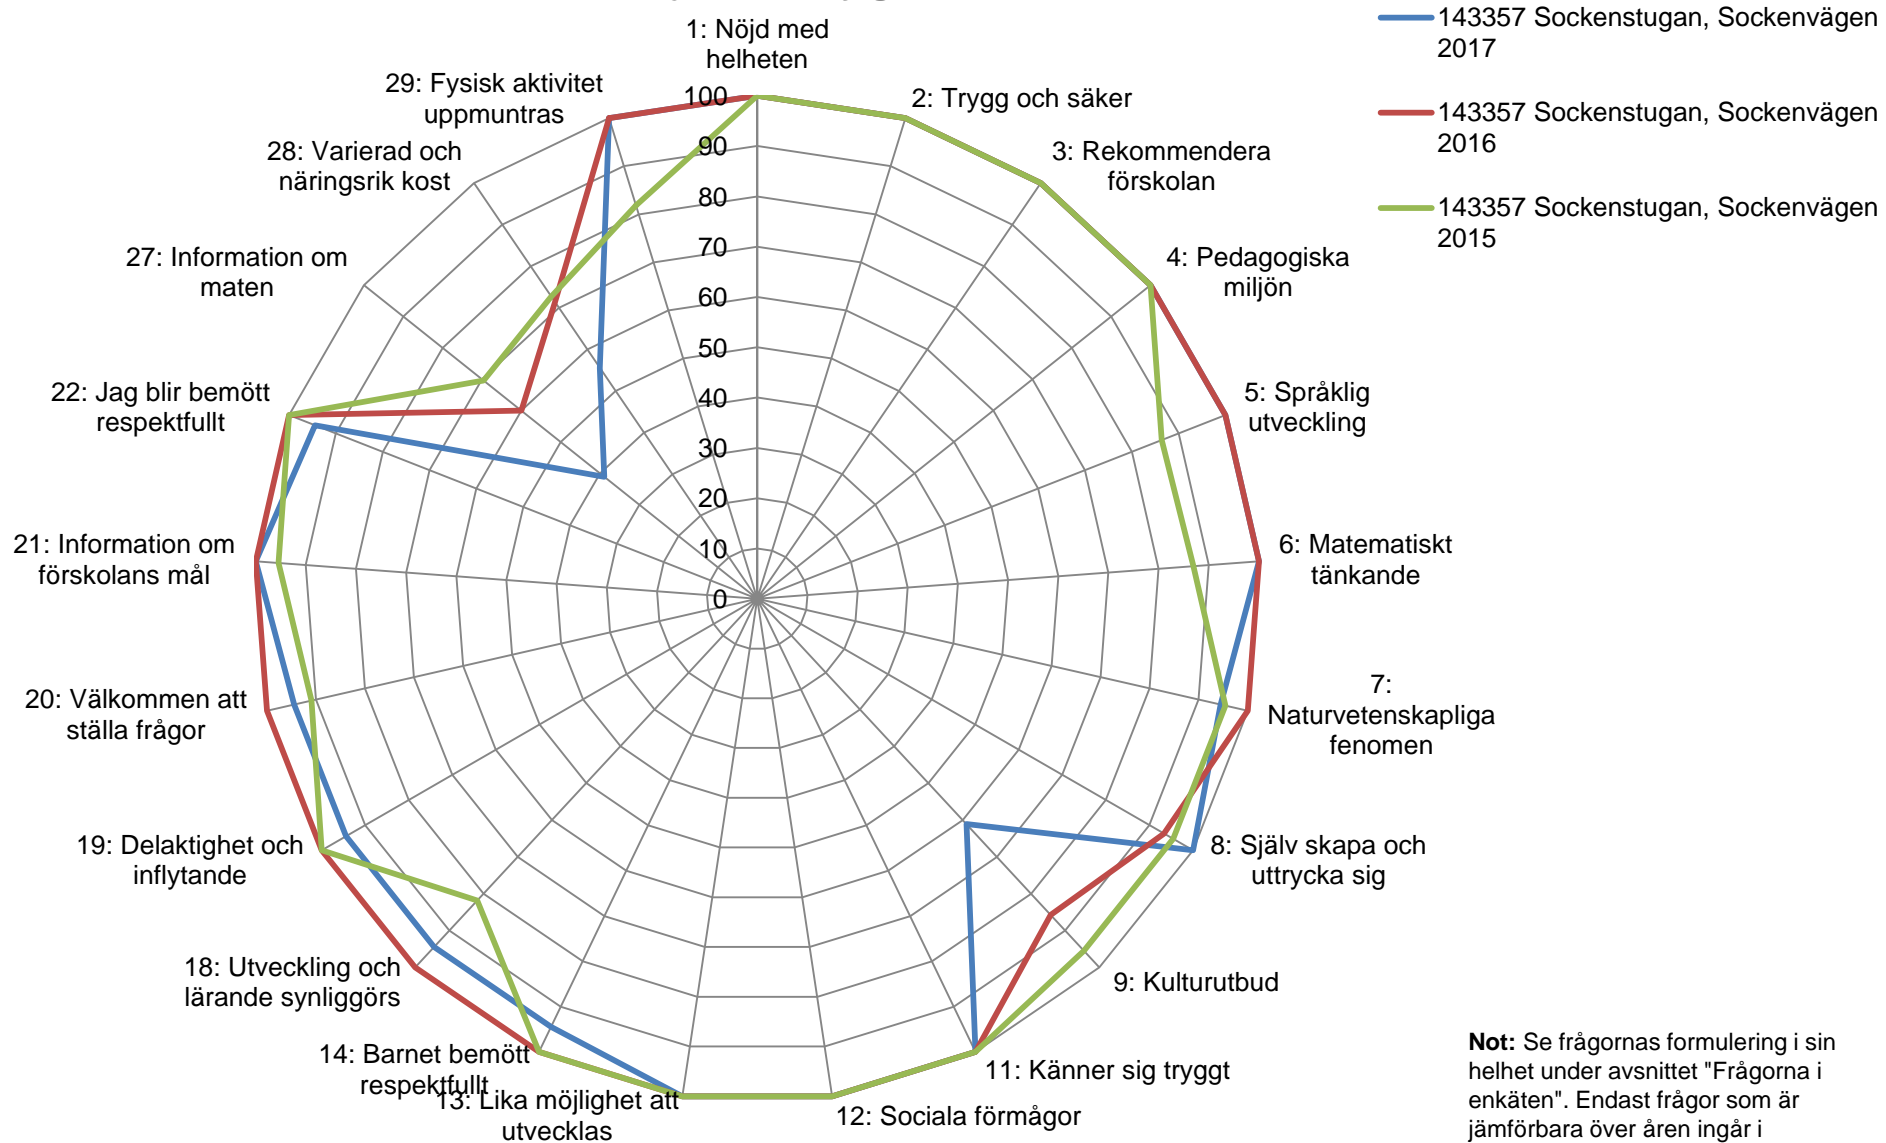 1: Nöjd med
helheten
2: Trygg och säker
3: Rekommendera
förskolan
4: Pedagogiska
miljön
5: Språklig
utveckling
6: Matematiskt
tänkande
7:
Naturvetenskapliga
fenomen
8: Själv skapa och
uttrycka sig
9: Kulturutbud
11: Känner sig tryggt
12: Sociala förmågor
13: Lika möjlighet att
utvecklas
14: Barnet bemött
respektfullt
18: Utveckling och
lärande synliggörs
19: Delaktighet och
inflytande
20: Välkommen att
ställa frågor
21: Information om
förskolans mål
22: Jag blir bemött
respektfullt
27: Information om
maten
28: Varierad och
näringsrik kost
29: Fysisk aktivitet
uppmuntras
100
90
80
70
60
50
40
30
20
10
0
143357 Sockenstugan, Sockenvägen
2017
143357 Sockenstugan, Sockenvägen
2016
143357 Sockenstugan, Sockenvägen
2015
Not: Se frågornas formulering i sin
helhet under avsnittet "Frågorna i
enkäten". Endast frågor som är
jämförbara över åren ingår i